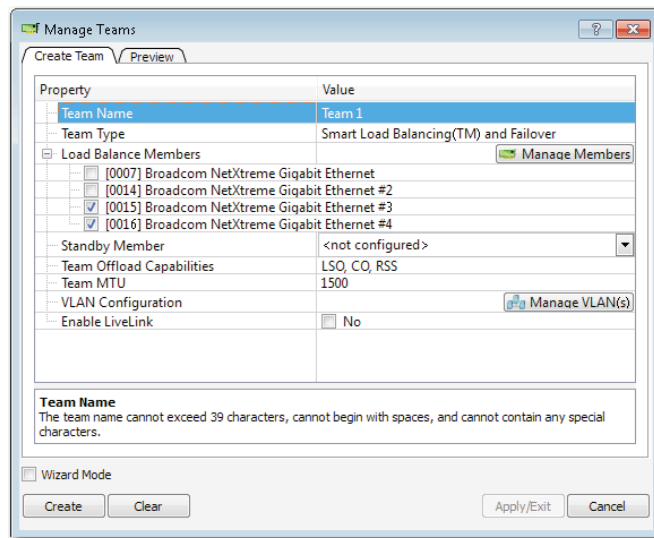 Manage Teams
Create Team Preview
Property Value
Team Name Team 1
Team Type Smart Load Balancing(TM) and Failover
Load Balance Members Manage Members
[0007] Broadcom NetXtreme Gigabit Ethernet
[0014] Broadcom NetXtreme Gigabit Ethernet #2
[0015] Broadcom NetXtreme Gigabit Ethernet #3
[0016] Broadcom NetXtreme Gigabit Ethernet #4
Standby Member <not configured>
Team Offload Capabilities LSO, CO, RSS
Team MTU 1500
VLAN Configuration Manage VLAN(s)
Enable LiveLink No
Team Name
The team name cannot exceed 39 characters, cannot begin with spaces, and cannot contain any special
characters.
Wizard Mode
Create Clear Apply/Exit Cancel